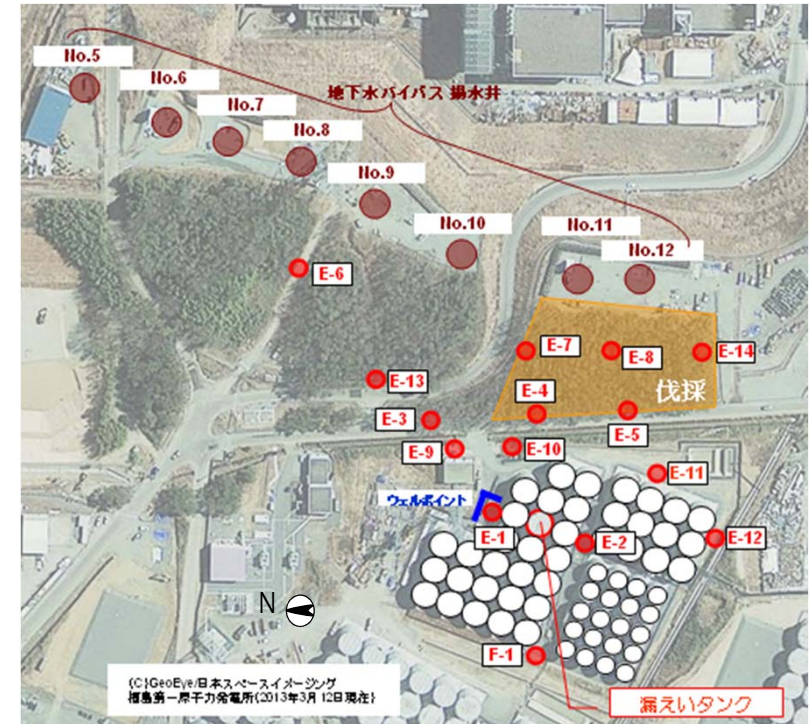 No.5
No.6
No.7
No.8
No.9
No.10
No.11
No.12
地下水バイパス 揚水井
E-6
E-7
E-8
E-14
伐採
E-13
E-4
E-3
E-5
E-9
E-10
E-11
ウェルポイント
E-1
E-2
E-12
N
F-1
(C)GeoEye/日本スペースイメージング
福島第一原子力発電所(2013年3月12日現在)
漏えいタンク